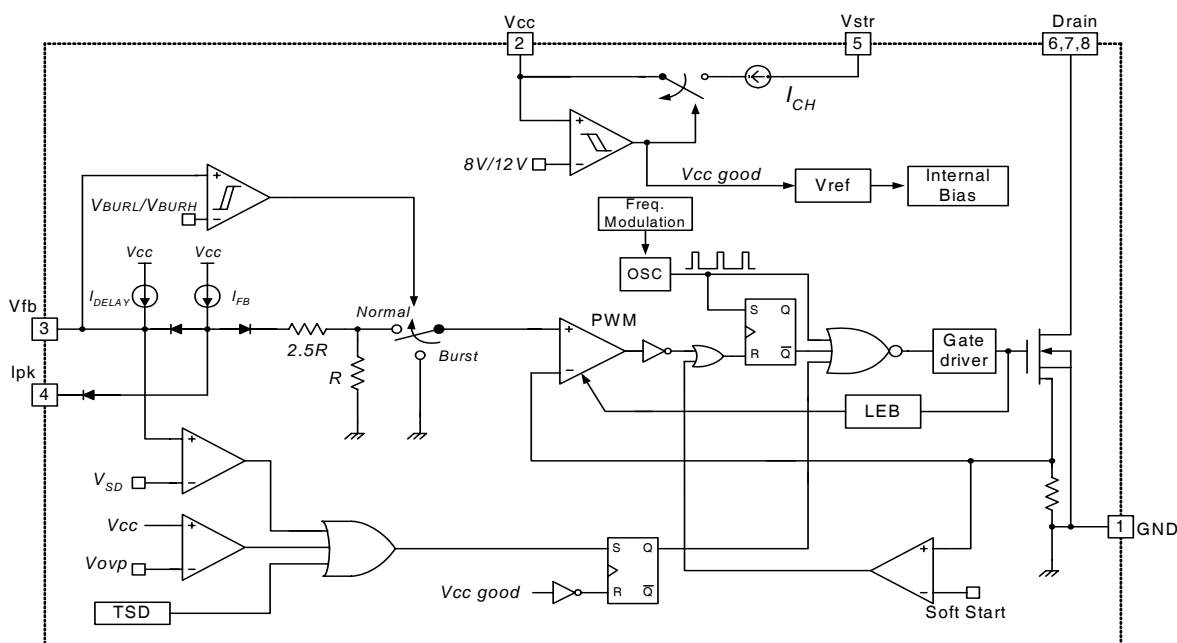 Vcc
Vstr
Drain
2
5
6,7,8
I_CH
+
8V/12V
−
Vcc good
Vref
Internal
Bias
+
V_BURL/V_BURH
−
Freq.
Modulation
OSC
Vcc
Vcc
I_DELAY
I_FB
Vfb
3
Normal
2.5R
R
Burst
+
PWM
−
S
Q
R
Q̅
Gate
driver
LEB
Ipk
4
+
V_SD
−
Vcc
+
Vovp
−
TSD
S
Q
R
Q̅
Vcc good
+
−
Soft Start
1
GND